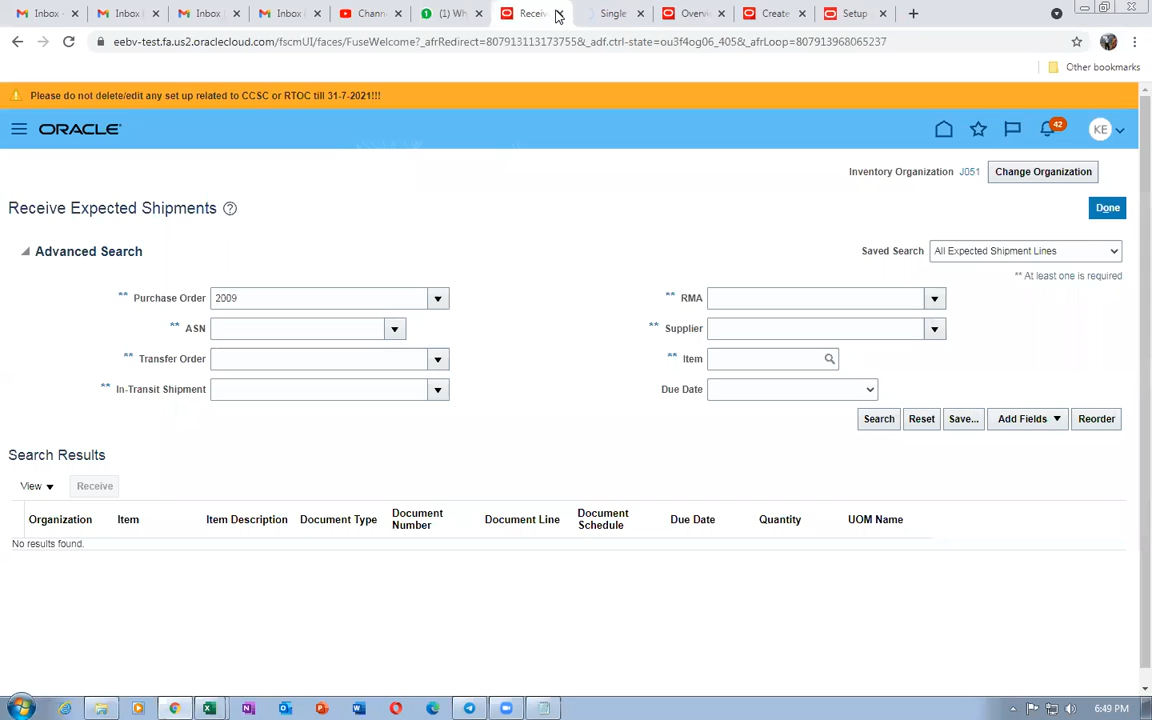 Inbox - Inbox ( Inbox ( Inbox ( Chann (1) Wh Receiv Single Overv Create Setup
eebv-test.fa.us2.oraclecloud.com/fscmUI/faces/FuseWelcome?_afrRedirect=807913113173755&_adf.ctrl-state=ou3f4og06_405&_afrLoop=807913968065237
Other bookmarks
Please do not delete/edit any set up related to CCSC or RTOC till 31-7-2021!!!
ORACLE 42 KE
Inventory Organization J051 Change Organization
Receive Expected Shipments Done
Advanced Search Saved Search All Expected Shipment Lines
** At least one is required
** Purchase Order 2009 ** RMA
** ASN ** Supplier
** Transfer Order ** Item
** In-Transit Shipment Due Date
Search Reset Save... Add Fields Reorder
Search Results
View Receive
Organization Item Item Description Document Type Document Number Document Line Document Schedule Due Date Quantity UOM Name
No results found.
6:49 PM